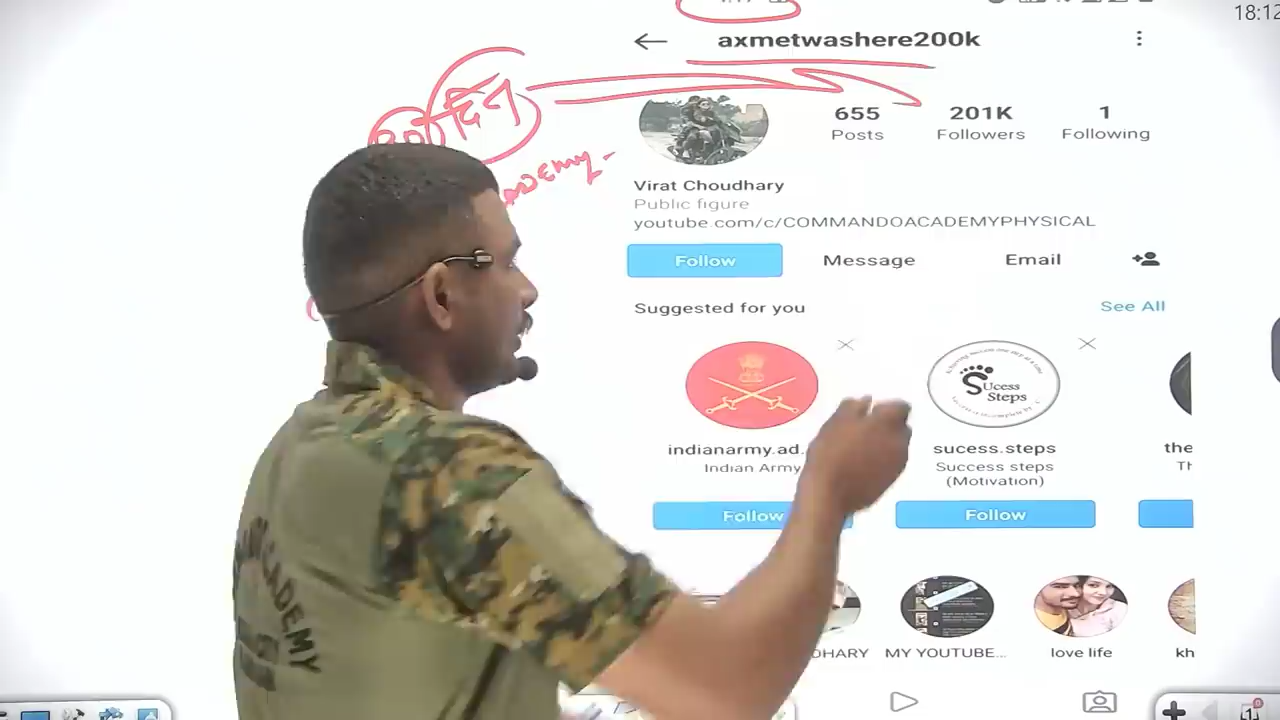 18:12
axmetwashere200k
दिन
655
Posts
201K
Followers
1
Following
Virat Choudhary
Public figure
youtube.com/c/COMMANDOACADEMYPHYSICAL
Follow
Message
Email
Suggested for you
See All
Sucess
Steps
indianarmy.ad.
Indian Army
sucess.steps
Success steps
(Motivation)
Follow
Follow
MY YOUTUBE...
love life